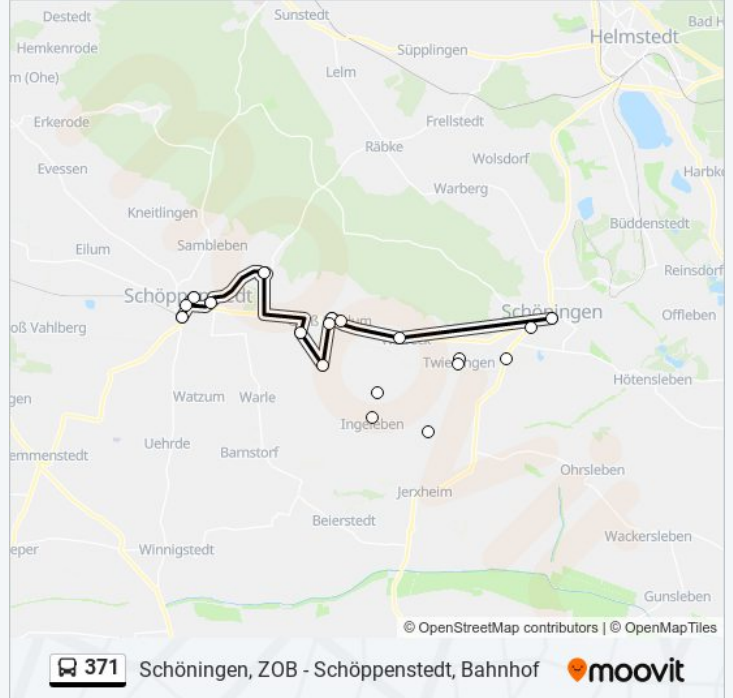 Destedt
Sunstedt
Bad H
Hemkenrode
Süpplingen
Helmstedt
m (Ohe)
Lelm
Erkerode
Frellstedt
Räbke
Wolsdorf
Evessen
Warberg
Harbke
Kneitlingen
Büddenstedt
Eilum
Sambleben
Reinsdorf
Schöppenstedt
Schöningen
Offleben
oß Vahlberg
Twieflingen
Hötensleben
gen
Watzum
Warle
Ingeleben
Uehrde
Barnstorf
emmenstedt
Ohrsleben
Jerxheim
Beierstedt
Wackersleben
eper
Winnigstedt
Gunsleben
© OpenStreetMap contributors | © OpenMapTiles
371
Schöningen, ZOB - Schöppenstedt, Bahnhof
moovit